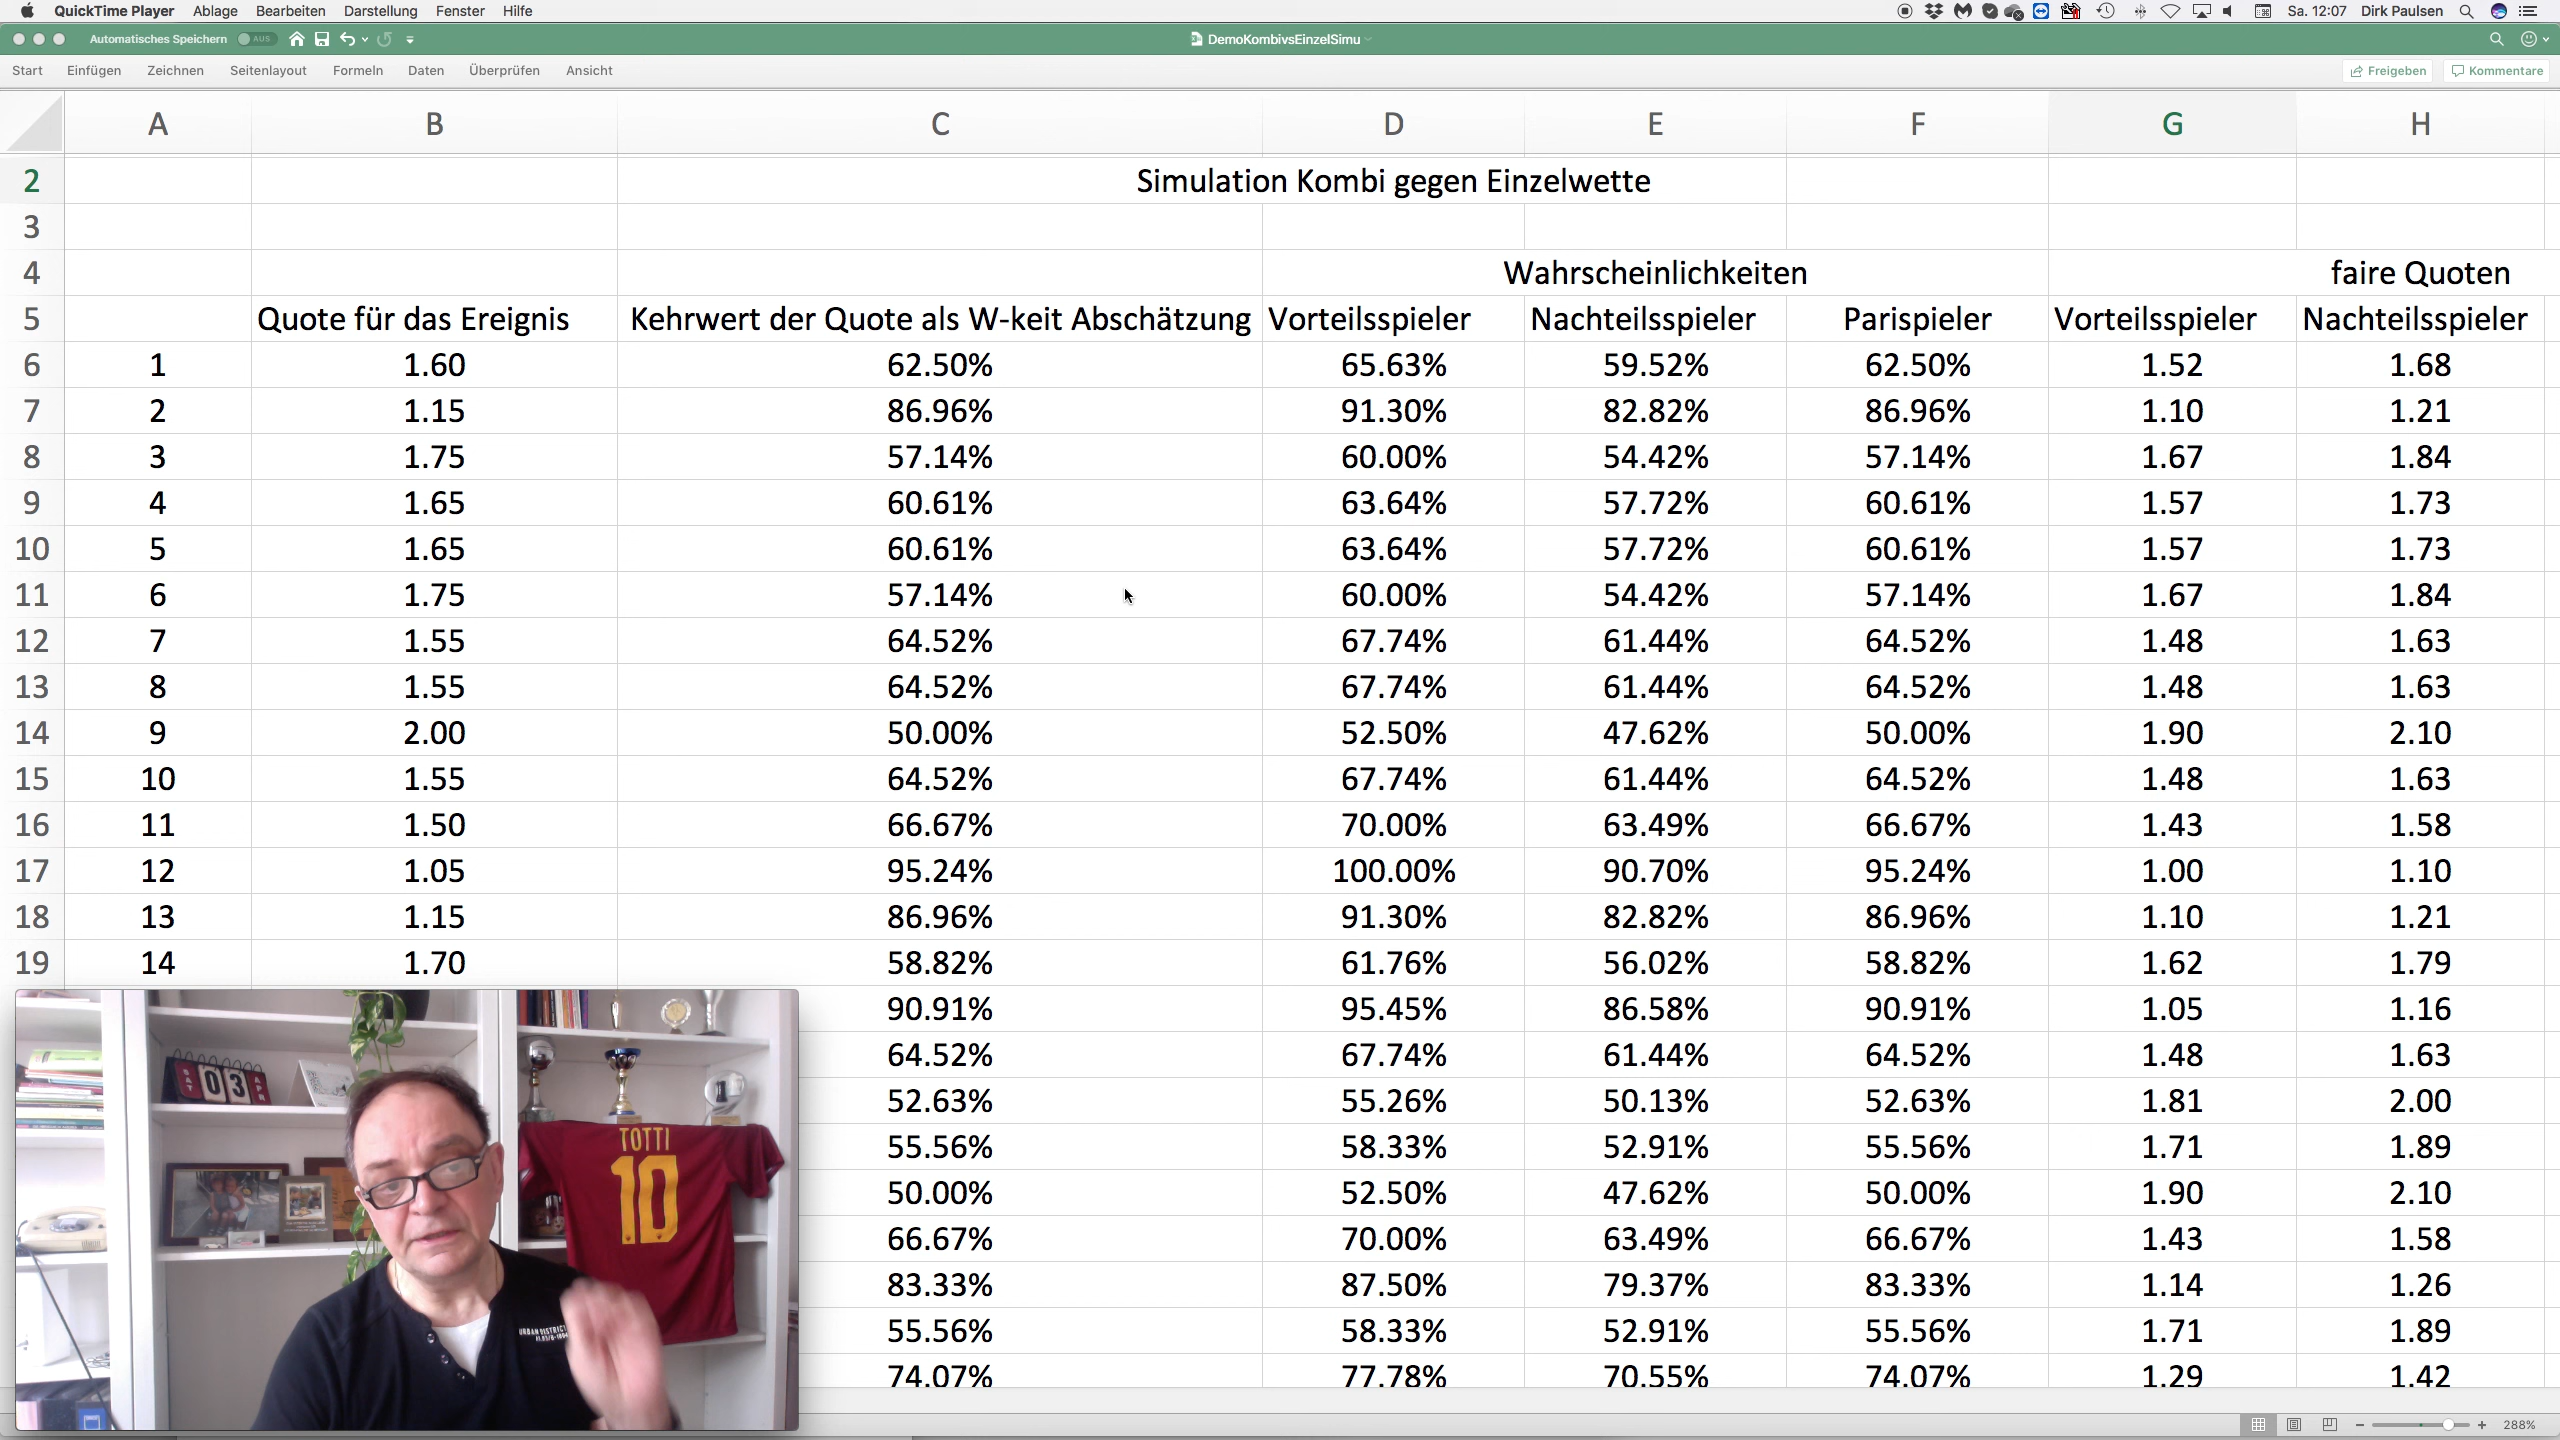 QuickTime Player Ablage Bearbeiten Darstellung Fenster Hilfe Sa. 12:07 Dirk Paulsen
Automatisches Speichern AUS DemoKombivsEinzelSimu
Start Einfügen Zeichnen Seitenlayout Formeln Daten Überprüfen Ansicht Freigeben Kommentare
A B C D E F G H
2 Simulation Kombi gegen Einzelwette
3
4 Wahrscheinlichkeiten faire Quoten
5 Quote für das Ereignis Kehrwert der Quote als W-keit Abschätzung Vorteilsspieler Nachteilsspieler Parispieler Vorteilsspieler Nachteilsspieler
6 1 1.60 62.50% 65.63% 59.52% 62.50% 1.52 1.68
7 2 1.15 86.96% 91.30% 82.82% 86.96% 1.10 1.21
8 3 1.75 57.14% 60.00% 54.42% 57.14% 1.67 1.84
9 4 1.65 60.61% 63.64% 57.72% 60.61% 1.57 1.73
10 5 1.65 60.61% 63.64% 57.72% 60.61% 1.57 1.73
11 6 1.75 57.14% 60.00% 54.42% 57.14% 1.67 1.84
12 7 1.55 64.52% 67.74% 61.44% 64.52% 1.48 1.63
13 8 1.55 64.52% 67.74% 61.44% 64.52% 1.48 1.63
14 9 2.00 50.00% 52.50% 47.62% 50.00% 1.90 2.10
15 10 1.55 64.52% 67.74% 61.44% 64.52% 1.48 1.63
16 11 1.50 66.67% 70.00% 63.49% 66.67% 1.43 1.58
17 12 1.05 95.24% 100.00% 90.70% 95.24% 1.00 1.10
18 13 1.15 86.96% 91.30% 82.82% 86.96% 1.10 1.21
19 14 1.70 58.82% 61.76% 56.02% 58.82% 1.62 1.79
90.91% 95.45% 86.58% 90.91% 1.05 1.16
64.52% 67.74% 61.44% 64.52% 1.48 1.63
52.63% 55.26% 50.13% 52.63% 1.81 2.00
55.56% 58.33% 52.91% 55.56% 1.71 1.89
50.00% 52.50% 47.62% 50.00% 1.90 2.10
66.67% 70.00% 63.49% 66.67% 1.43 1.58
83.33% 87.50% 79.37% 83.33% 1.14 1.26
55.56% 58.33% 52.91% 55.56% 1.71 1.89
74.07% 77.78% 70.55% 74.07% 1.29 1.42
SAT 03 APR
TOTTI
10
URBAN DISTRICT
288%